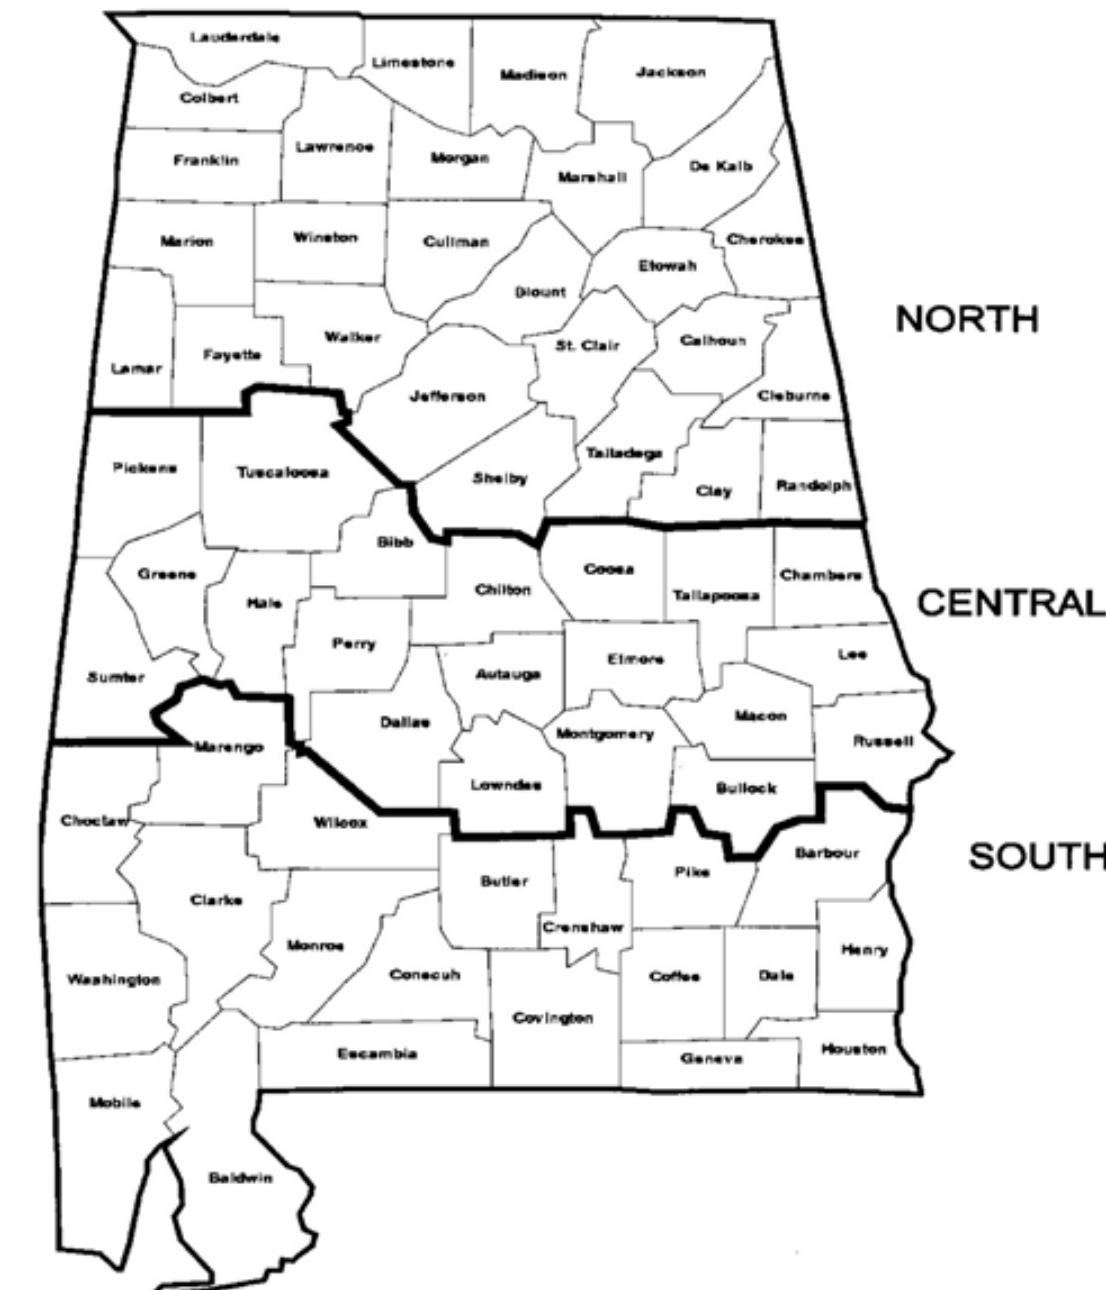 Lauderdale
Limestone
Madison
Jackson
Colbert
Lawrence
Franklin
Morgan
Marshall
De Kalb
Marion
Winston
Cullman
Cherokee
Etowah
Blount
NORTH
Walker
St. Clair
Calhoun
Lamar
Fayette
Jefferson
Cleburne
Pickens
Tuscaloosa
Talladega
Shelby
Clay
Randolph
Bibb
Greene
Hale
Chilton
Coosa
Tallapoosa
Chambers
CENTRAL
Perry
Sumter
Autauga
Elmore
Lee
Dallas
Marengo
Montgomery
Macon
Russell
Lowndes
Bullock
Choctaw
Wilcox
SOUTH
Barbour
Butler
Pike
Clarke
Crenshaw
Monroe
Henry
Washington
Conecuh
Coffee
Dale
Covington
Escambia
Geneva
Houston
Mobile
Baldwin